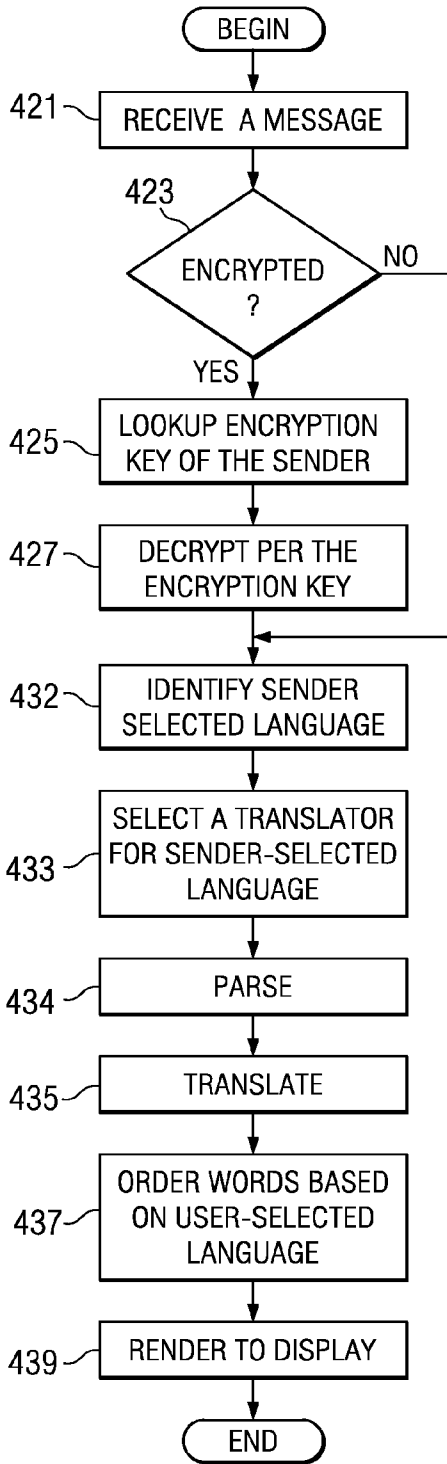 BEGIN
421
RECEIVE A MESSAGE
423
ENCRYPTED
?
NO
YES
425
LOOKUP ENCRYPTION
KEY OF THE SENDER
427
DECRYPT PER THE
ENCRYPTION KEY
432
IDENTIFY SENDER
SELECTED LANGUAGE
433
SELECT A TRANSLATOR
FOR SENDER-SELECTED
LANGUAGE
434
PARSE
435
TRANSLATE
437
ORDER WORDS BASED
ON USER-SELECTED
LANGUAGE
439
RENDER TO DISPLAY
END